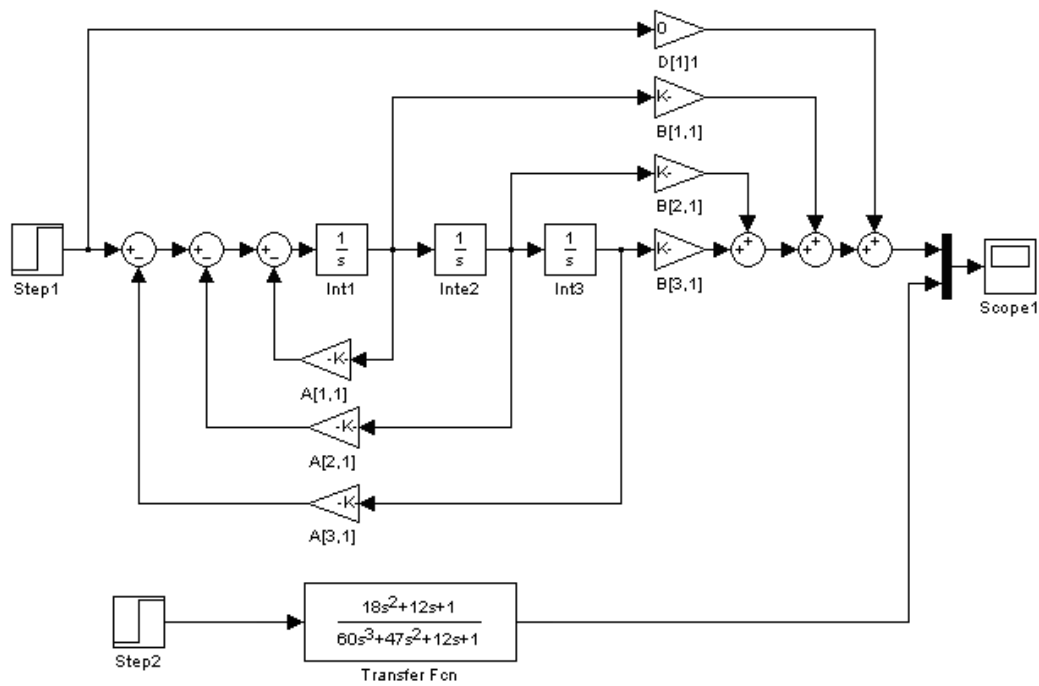 0
D[1]1
K-
B[1,1]
K-
B[2,1]
Step1
+
−
+
−
+
−
1
s
Int1
1
s
Inte2
1
s
Int3
K-
B[3,1]
+
+
+
Scope1
-K-
A[1,1]
-K-
A[2,1]
-K-
A[3,1]
Step2
18s²+12s+1
60s³+47s²+12s+1
Transfer Fcn